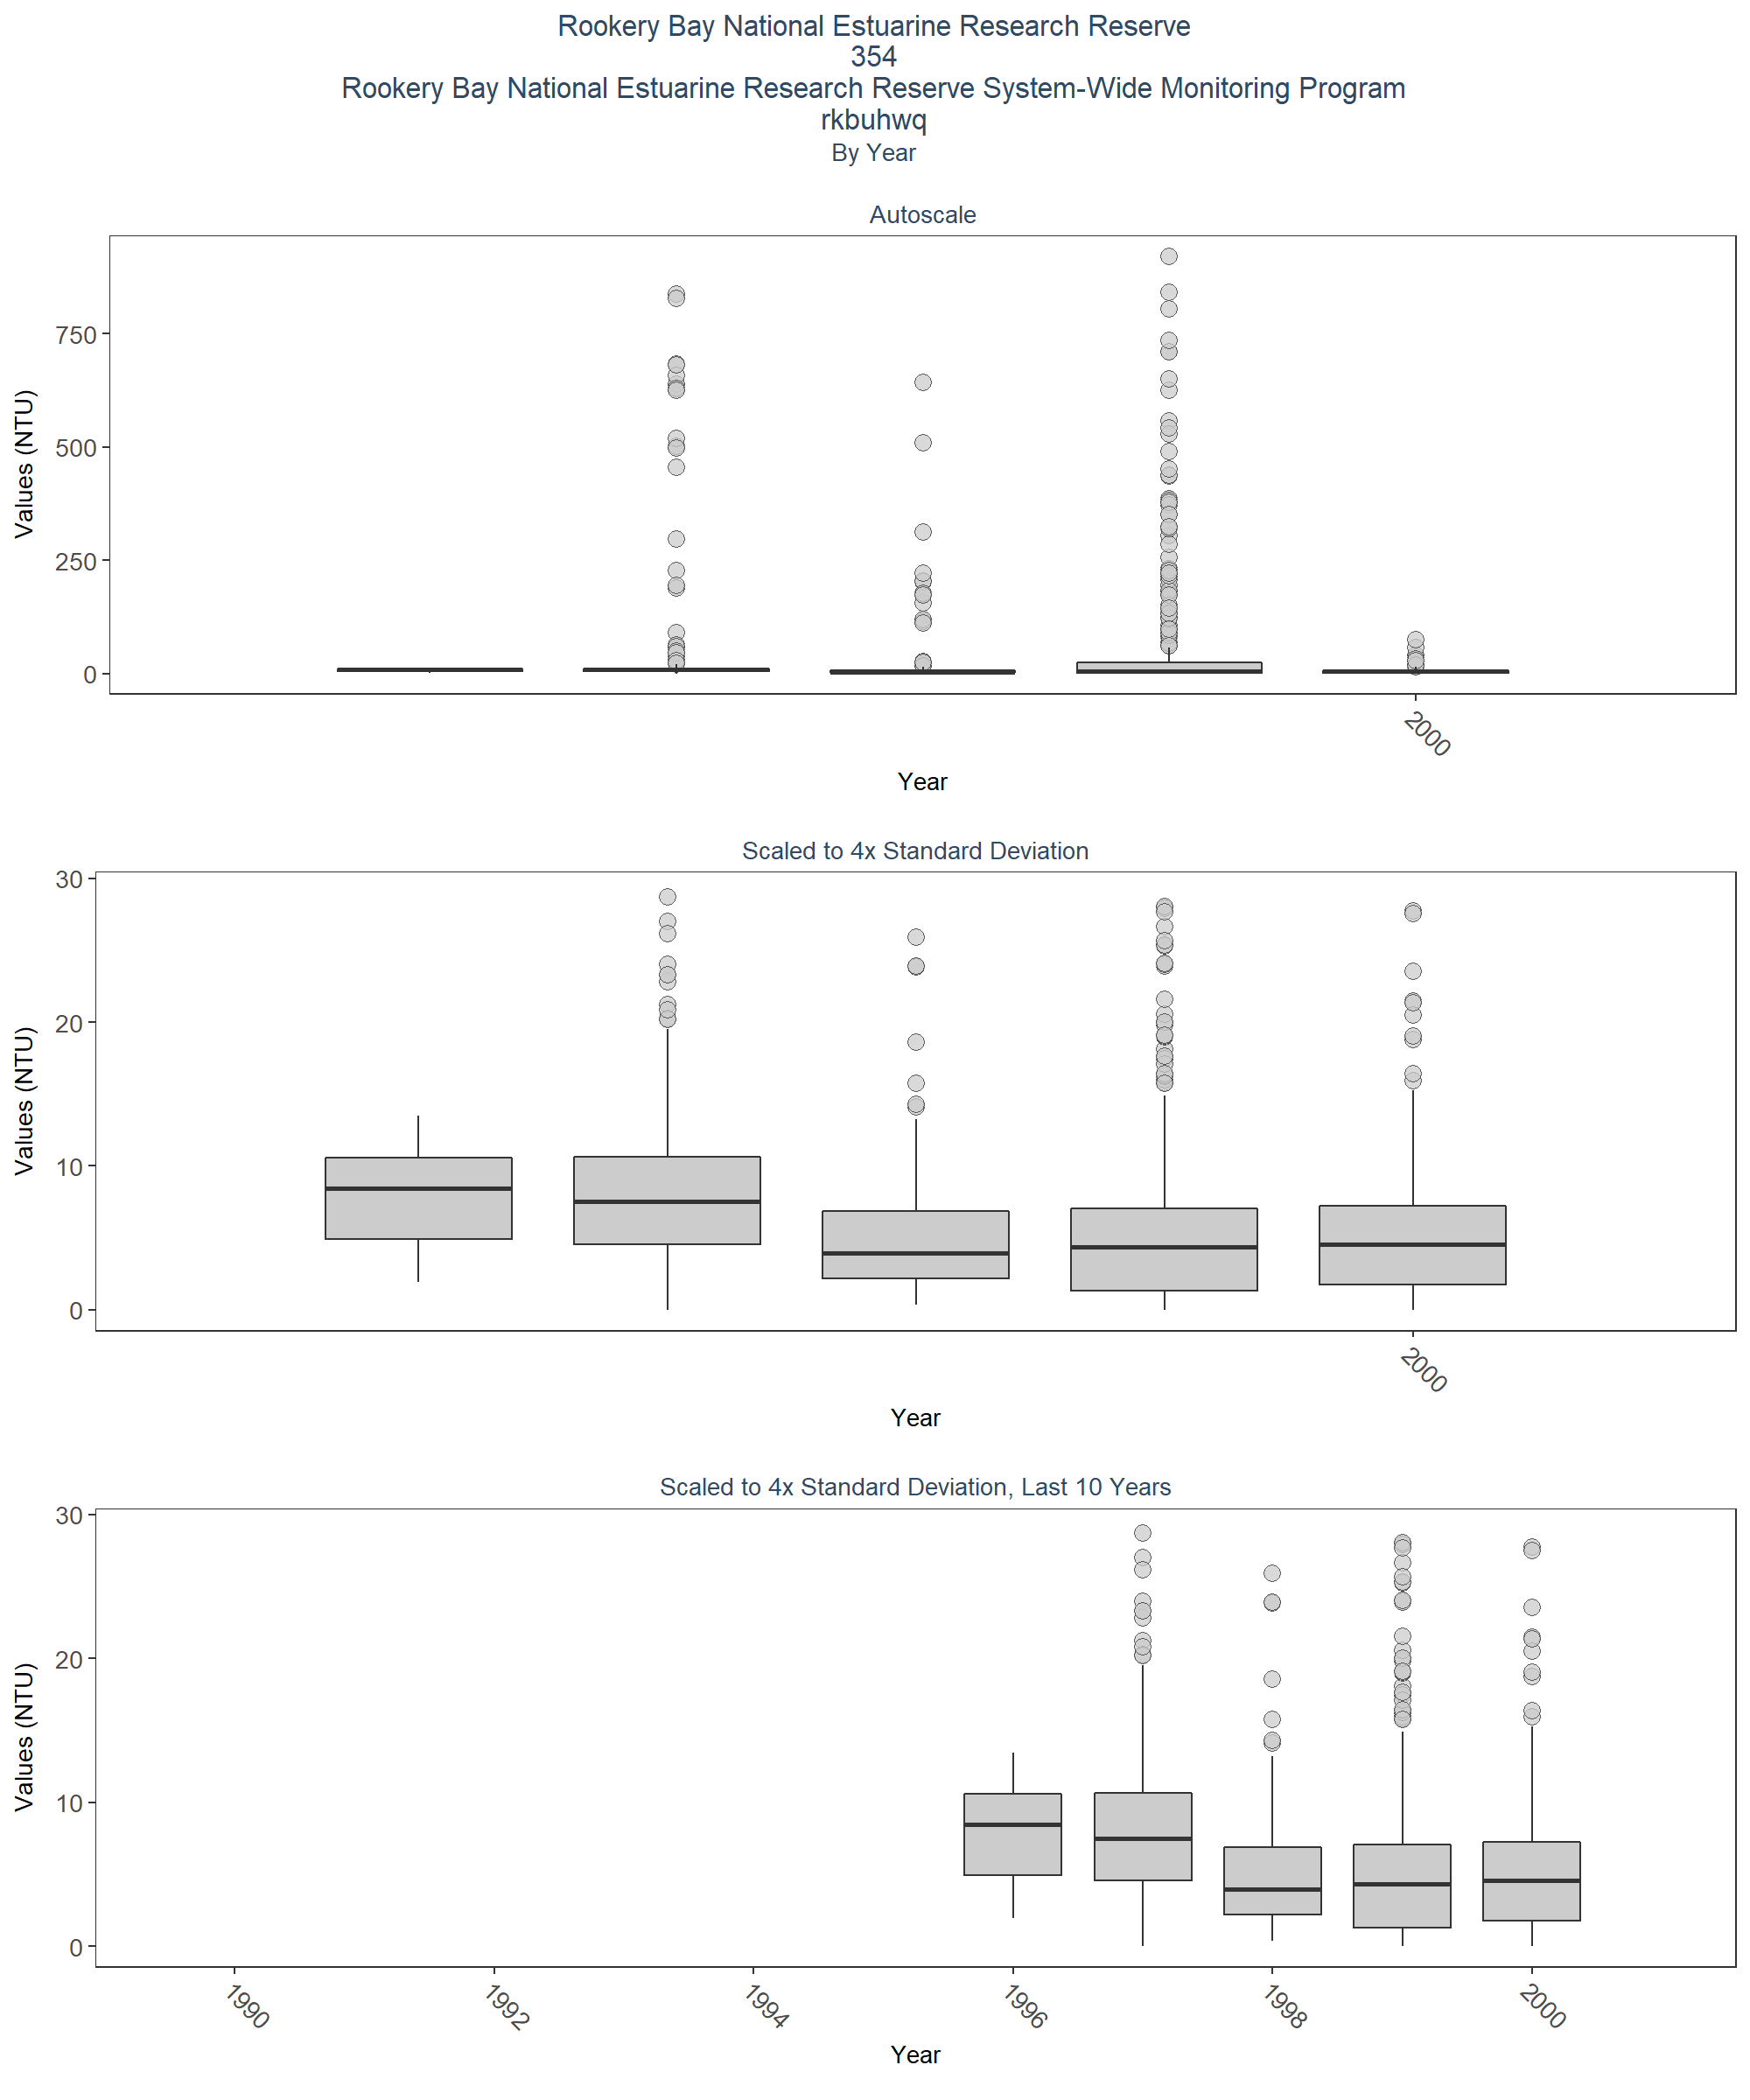 Rookery Bay National Estuarine Research Reserve
354
Rookery Bay National Estuarine Research Reserve System-Wide Monitoring Program
rkbuhwq
By Year
Autoscale
Values (NTU)
750
500
250
0
2000
Year
Scaled to 4x Standard Deviation
Values (NTU)
30
20
10
0
2000
Year
Scaled to 4x Standard Deviation, Last 10 Years
Values (NTU)
30
20
10
0
1990 1992 1994 1996 1998 2000
Year